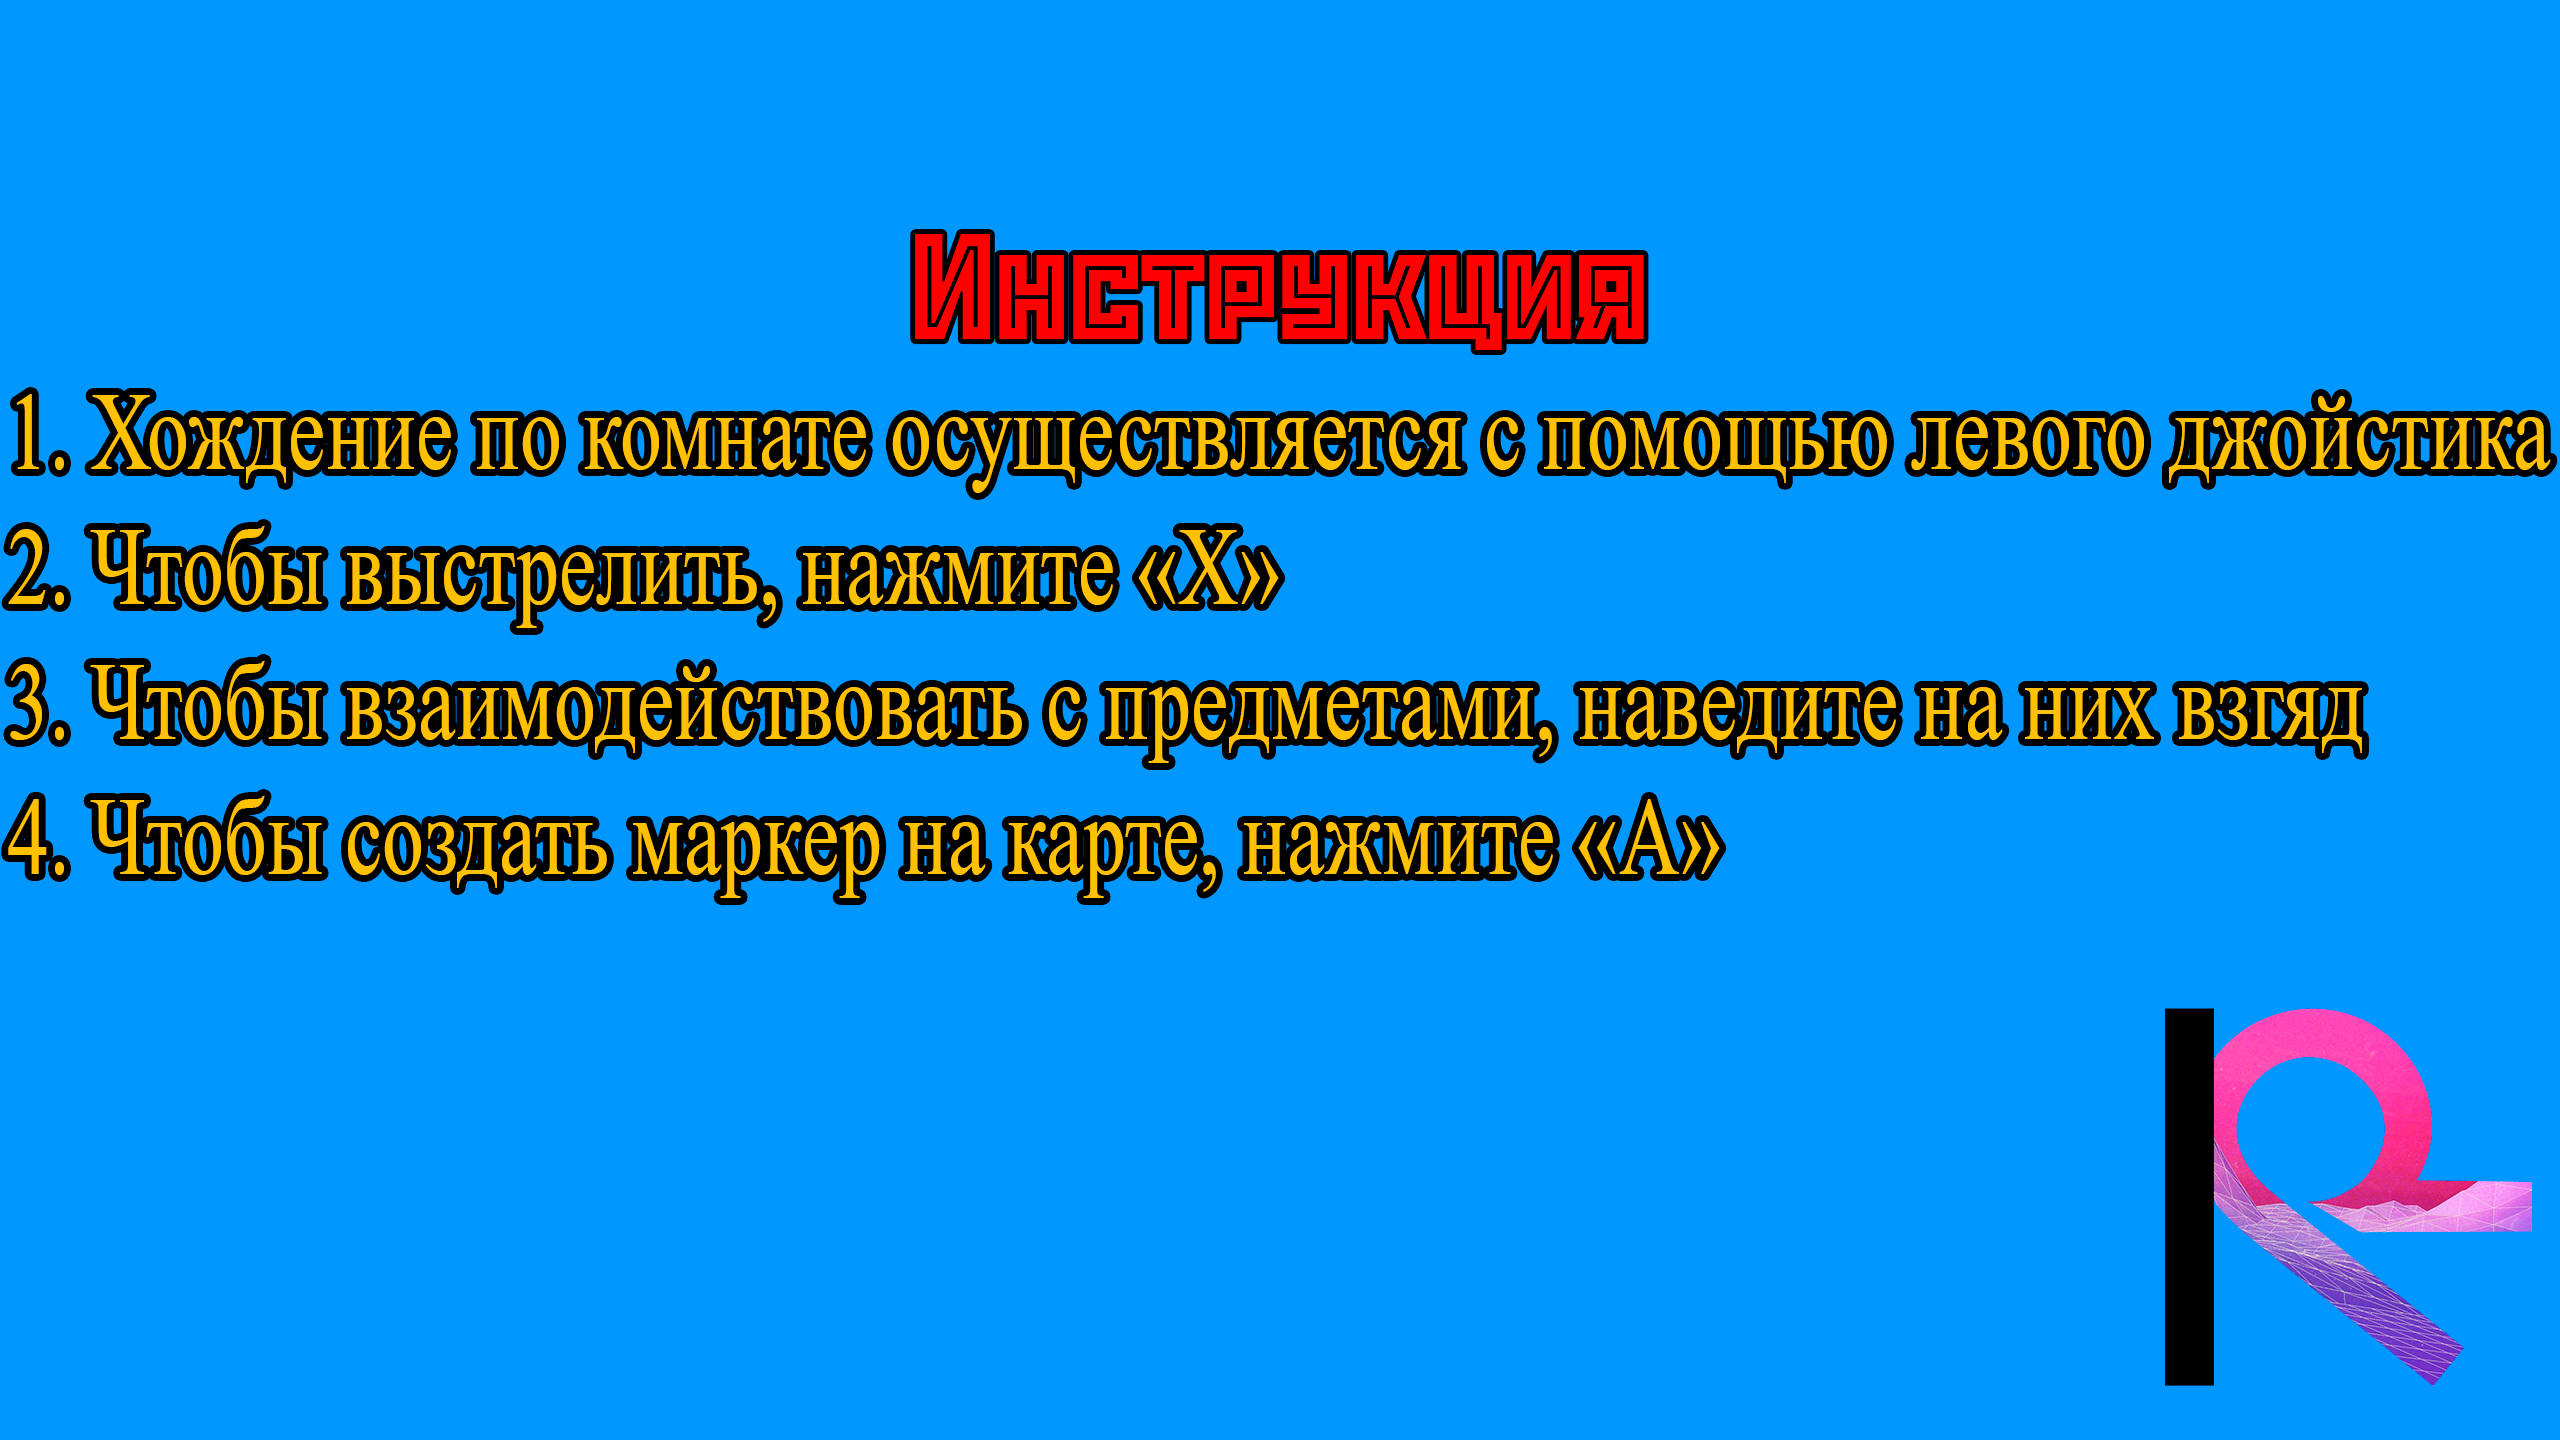 Инструкция
1. Хождение по комнате осуществляется с помощью левого джойстика
2. Чтобы выстрелить, нажмите «X»
3. Чтобы взаимодействовать с предметами, наведите на них взгяд
4. Чтобы создать маркер на карте, нажмите «A»